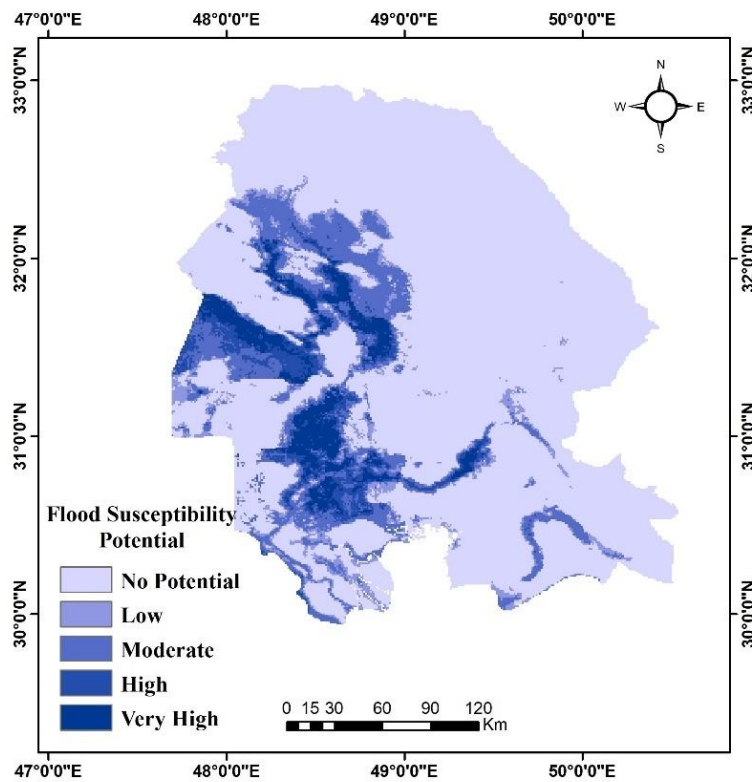 47°0'0"E 48°0'0"E 49°0'0"E 50°0'0"E
33°0'0"N 33°0'0"N
N
W E
S
32°0'0"N 32°0'0"N
31°0'0"N 31°0'0"N
Flood Susceptibility
Potential
No Potential
Low
Moderate
High
Very High
30°0'0"N 30°0'0"N
0 15 30 60 90 120
Km
47°0'0"E 48°0'0"E 49°0'0"E 50°0'0"E